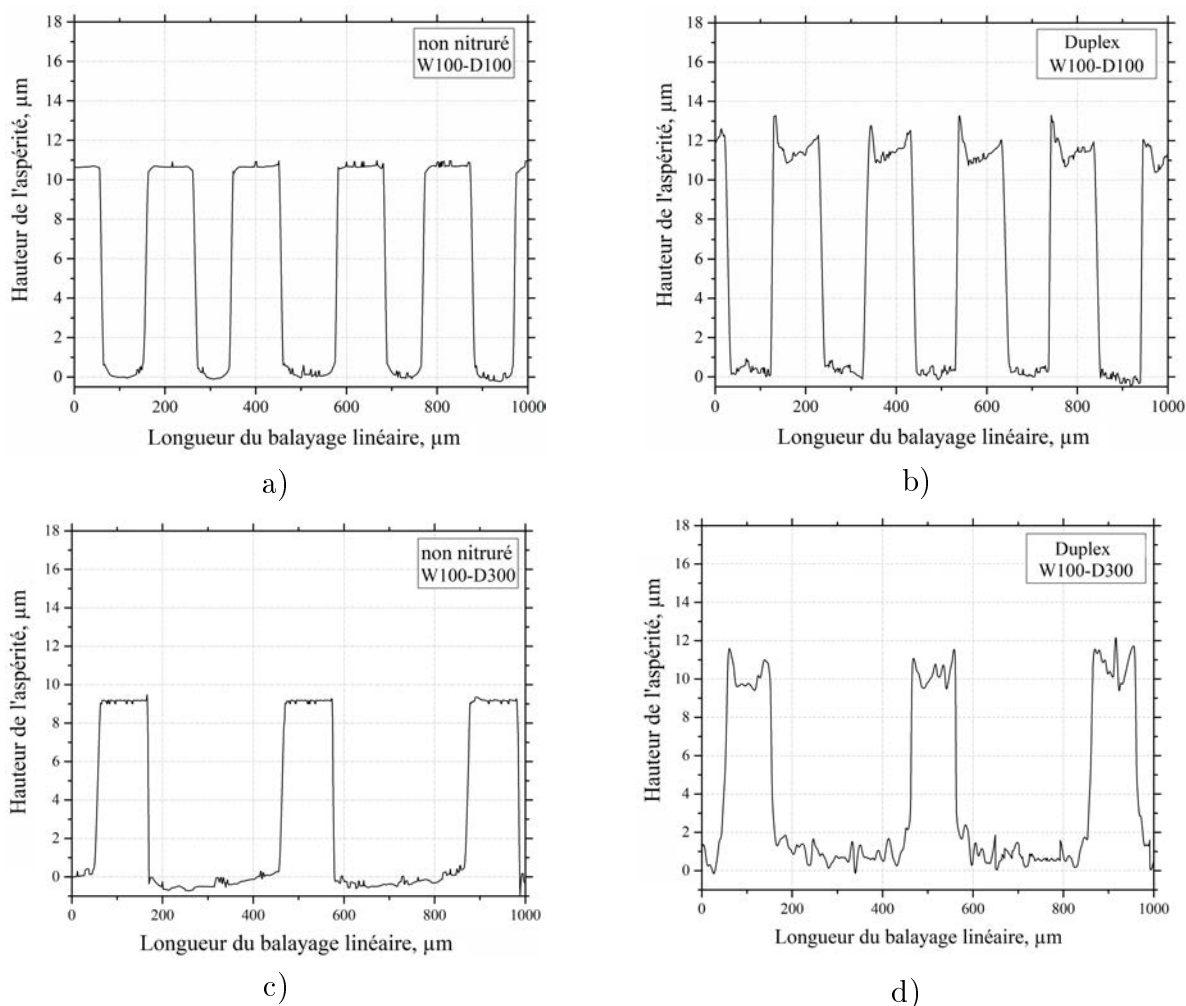 18
16
14
12
10
8
6
4
2
0
Hauteur de l'aspérité, µm
non nitruré
W100-D100
0 200 400 600 800 1000
Longueur du balayage linéaire, µm
a)
18
16
14
12
10
8
6
4
2
0
Hauteur de l'aspérité, µm
Duplex
W100-D100
0 200 400 600 800 1000
Longueur du balayage linéaire, µm
b)
18
16
14
12
10
8
6
4
2
0
Hauteur de l'aspérité, µm
non nitruré
W100-D300
0 200 400 600 800 1000
Longueur du balayage linéaire, µm
c)
18
16
14
12
10
8
6
4
2
0
Hauteur de l'aspérité, µm
Duplex
W100-D300
0 200 400 600 800 1000
Longueur du balayage linéaire, µm
d)